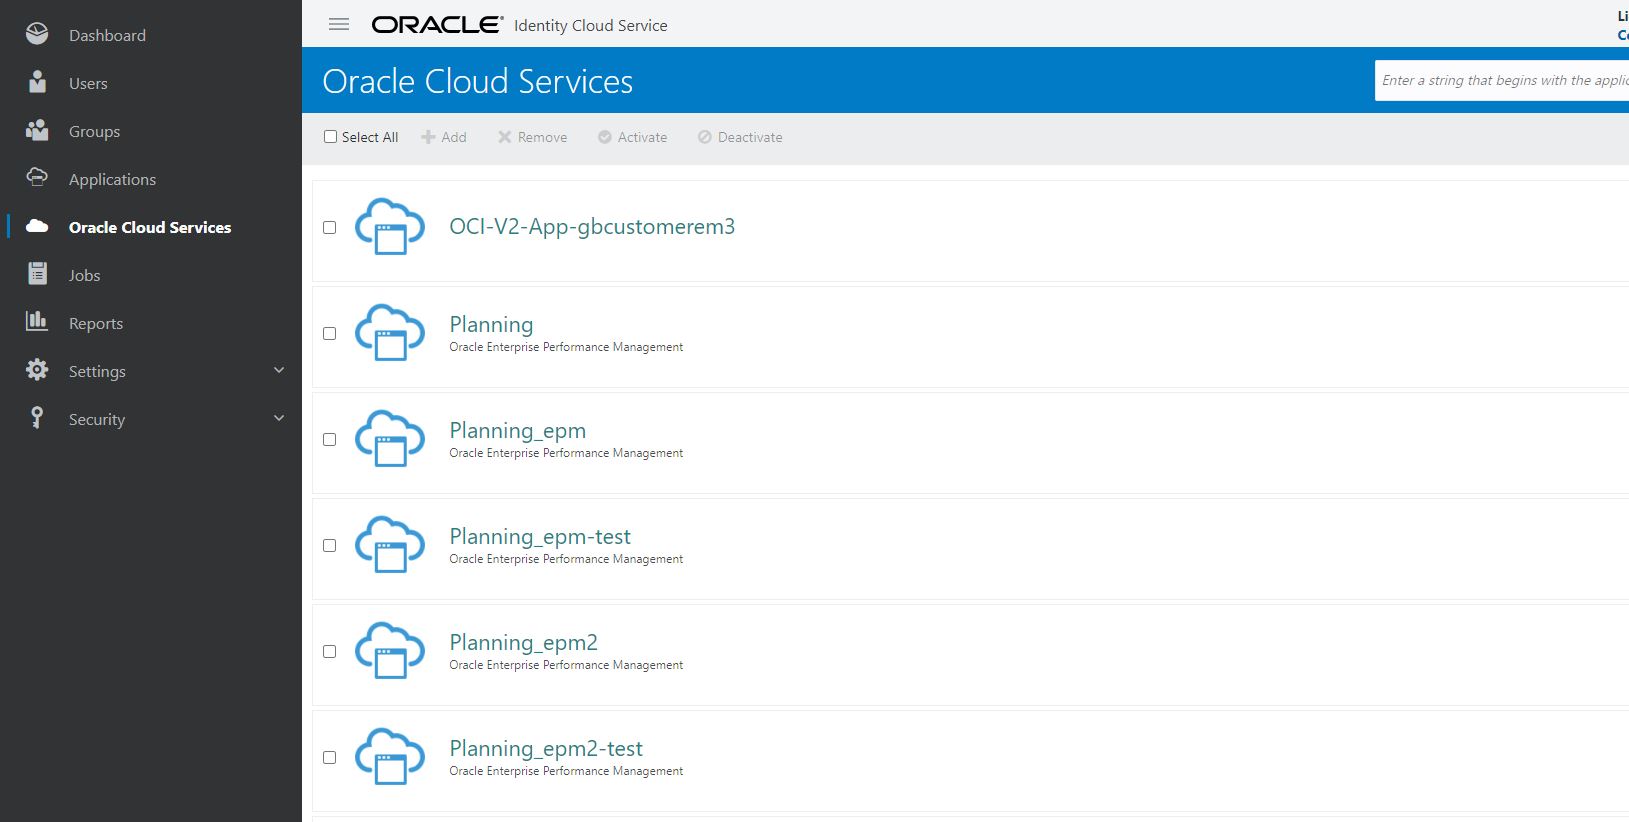 Dashboard
Users
Groups
Applications
Oracle Cloud Services
Jobs
Reports
Settings
Security
ORACLE® Identity Cloud Service
Li
Oracle Cloud Services
Enter a string that begins with the
Select All Add Remove Activate Deactivate
OCI-V2-App-gbcustomerem3
Planning
Oracle Enterprise Performance Management
Planning_epm
Oracle Enterprise Performance Management
Planning_epm-test
Oracle Enterprise Performance Management
Planning_epm2
Oracle Enterprise Performance Management
Planning_epm2-test
Oracle Enterprise Performance Management